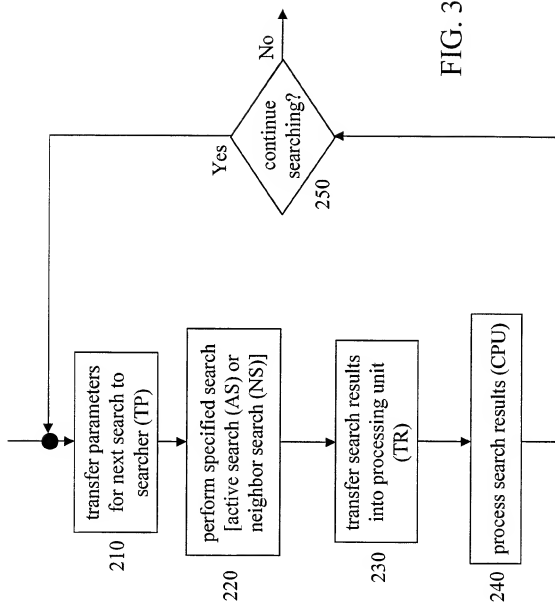 transfer parameters
for next search to
searcher (TP)
210
perform specified search
[active search (AS) or
neighbor search (NS)]
220
transfer search results
into processing unit
(TR)
230
process search results (CPU)
240
Yes
No
continue
searching?
250
FIG. 3